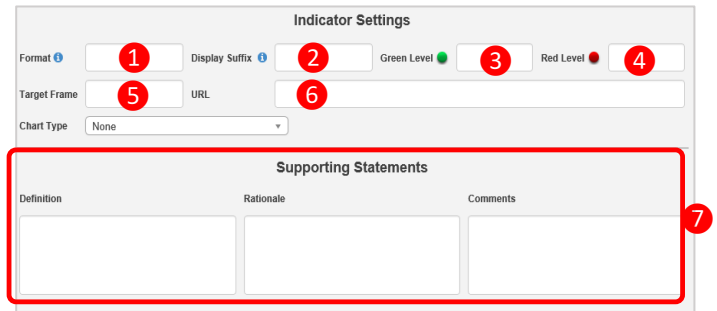 Indicator Settings
Format 1 Display Suffix 2 Green Level 3 Red Level 4
Target Frame 5 URL 6
Chart Type None
Supporting Statements
Definition Rationale Comments
7